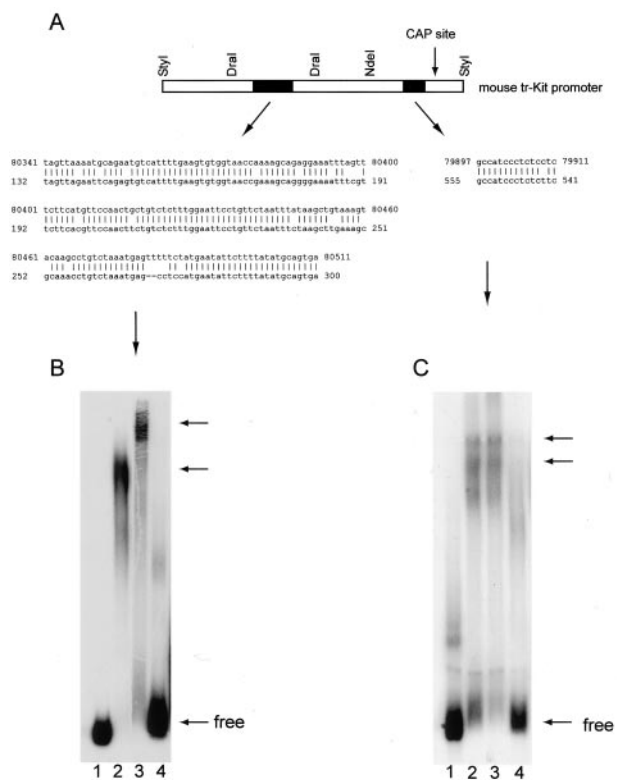 A
CAP site
StyI DraI DraI NdeI StyI
mouse tr-Kit promoter
80341 tagttaaaatgcagaatgtcattttgaagtgtggtaaccaaaagcagaggaaatttagtt 80400
132 tagttagaattcagagtgtcattttgaagtgtggtaaccgaaagcaggggaaaatttcgt 191
79897 gccatccctctcctc 79911
555 gccatccctctcttc 541
80401 tcttcatgttccaactgctgtctctttggaattcctgttctaatttataagctgtaaagt 80460
192 tcttcacgttccaacttctgtctctttggaattcctgttctaatttctaagcttgaaagc 251
80461 acaagcctgtctaaatgagtttttctatgaatattcttttatatgcagtga 80511
252 gcaaacctgtctaaatgag--cctccatgaatattcttttatatgcagtga 300
B
C
free
free
1 2 3 4
1 2 3 4